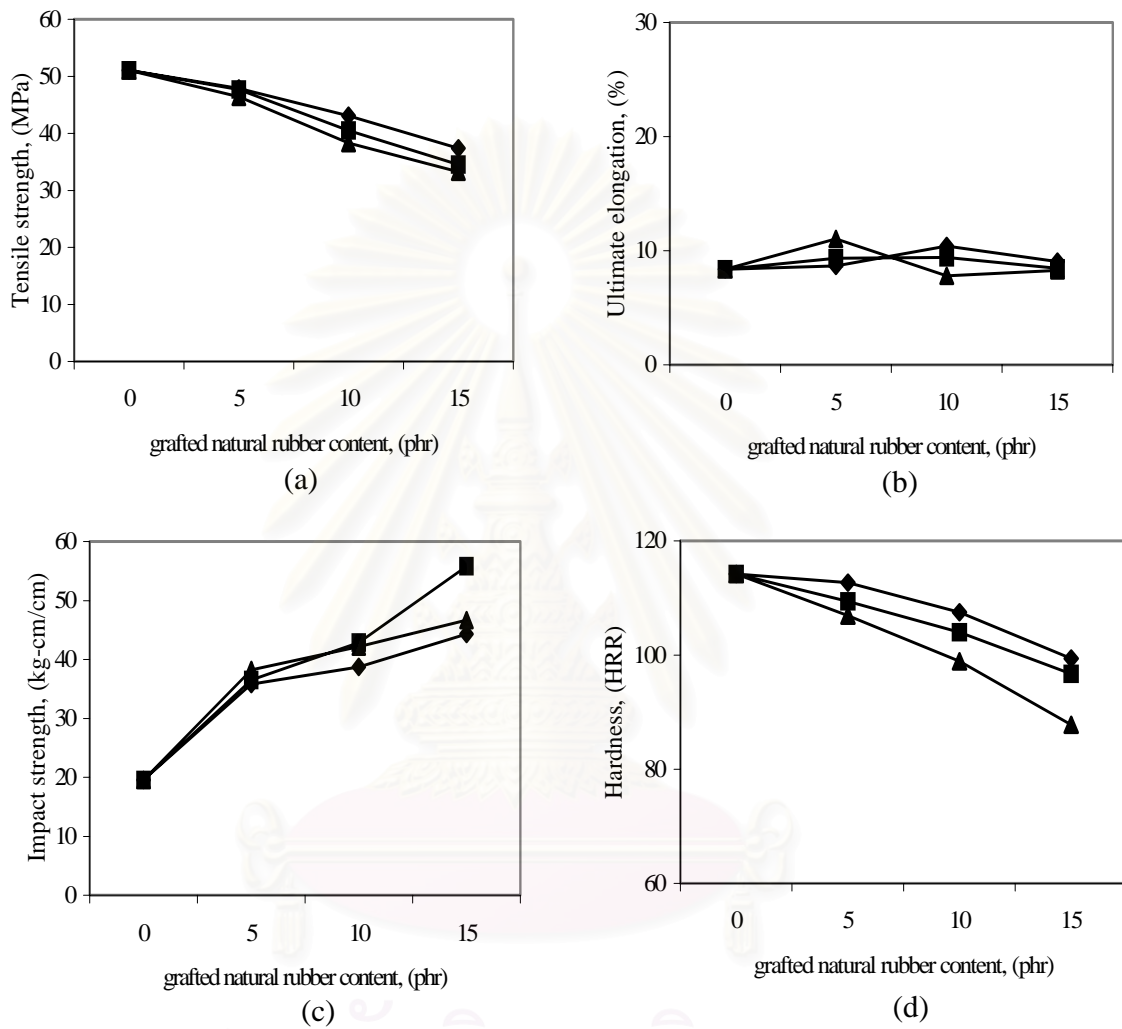 60
50
40
30
20
10
0
Tensile strength, (MPa)
0 5 10 15
grafted natural rubber content, (phr)
(a)
30
20
10
0
Ultimate elongation, (%)
0 5 10 15
grafted natural rubber content, (phr)
(b)
60
50
40
30
20
10
0
Impact strength, (kg-cm/cm)
0 5 10 15
grafted natural rubber content, (phr)
(c)
120
100
80
60
Hardness, (HRR)
0 5 10 15
grafted natural rubber content, (phr)
(d)